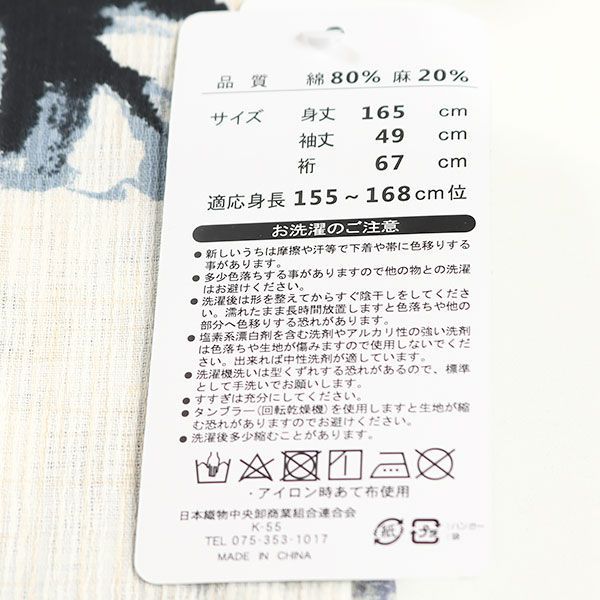 品質 綿80% 麻20%
サイズ 身丈 165 cm
袖丈 49 cm
裄 67 cm
適応身長 155～168cm位
お洗濯のご注意
●新しいうちは摩擦や汗等で下着や帯に色移りする
事があります。
●多少色落ちする事がありますので他の物との洗濯
はお避けください。
●洗濯後は形を整えてからすぐ陰干しをしてくださ
い。濡れたまま長時間放置しますと色落ちや他の
部分へ色移りする恐れがあります。
●塩素系漂白剤を含む洗剤やアルカリ性の強い洗剤
は色落ちや生地が傷みますので使用しないでくだ
さい。出来れば中性洗剤が適しています。
●洗濯機洗いは型くずれする恐れがあるので、標準
として手洗いでお願いします。
●すすぎは充分にしてください。
●タンブラー(回転乾燥機)を使用しますと生地が縮
む恐れがありますのでお避けください。
●洗濯後多少縮むことがあります。
・アイロン時あて布使用
日本織物中央卸商業組合連合会
K-55
TEL 075-353-1017
MADE IN CHINA
紙
プラ
ハンガー
袋